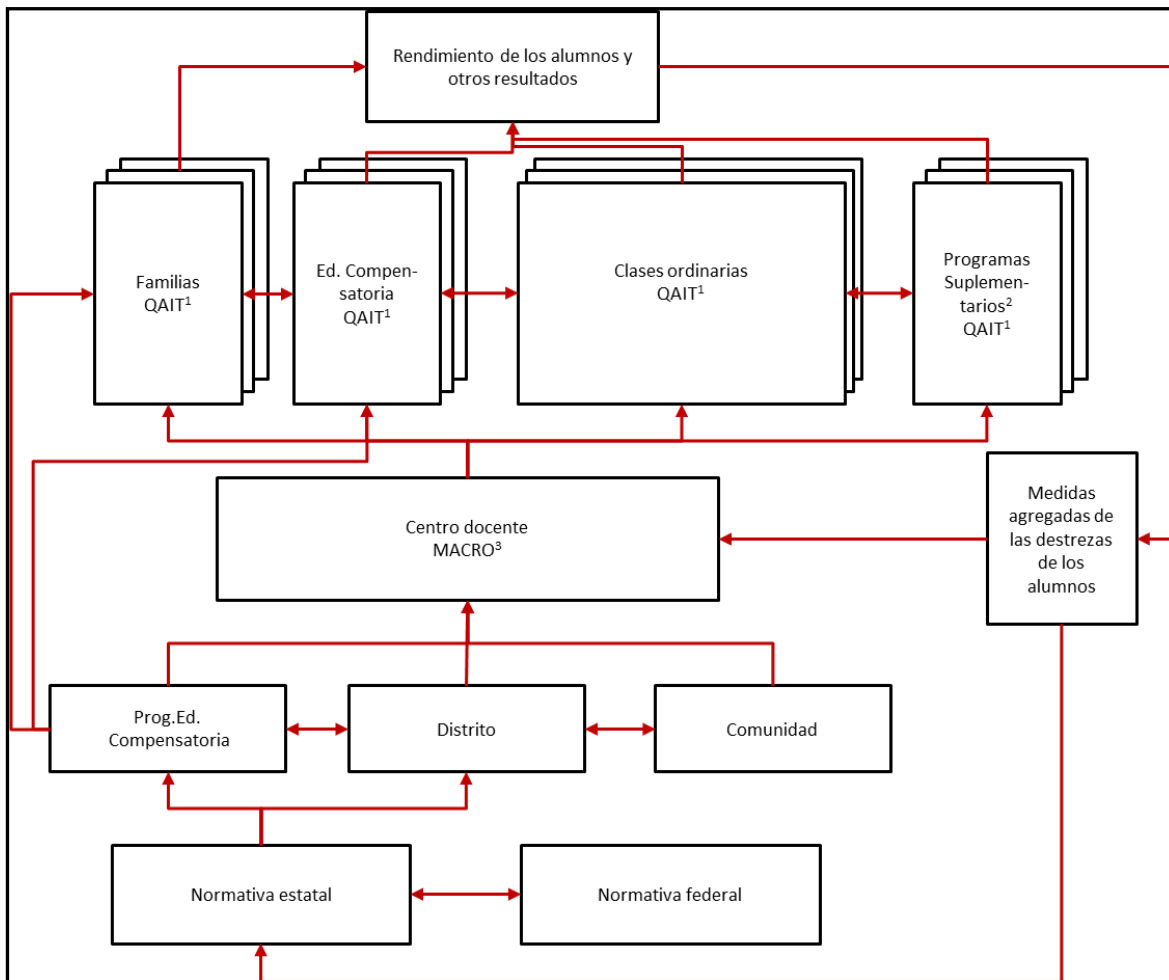 Rendimiento de los alumnos y
otros resultados
Familias
QAIT¹
Ed. Compen-
satoria
QAIT¹
Clases ordinarias
QAIT¹
Programas
Suplemen-
tarios²
QAIT¹
Centro docente
MACRO³
Medidas
agregadas de
las destrezas
de los
alumnos
Prog.Ed.
Compensatoria
Distrito
Comunidad
Normativa estatal
Normativa federal